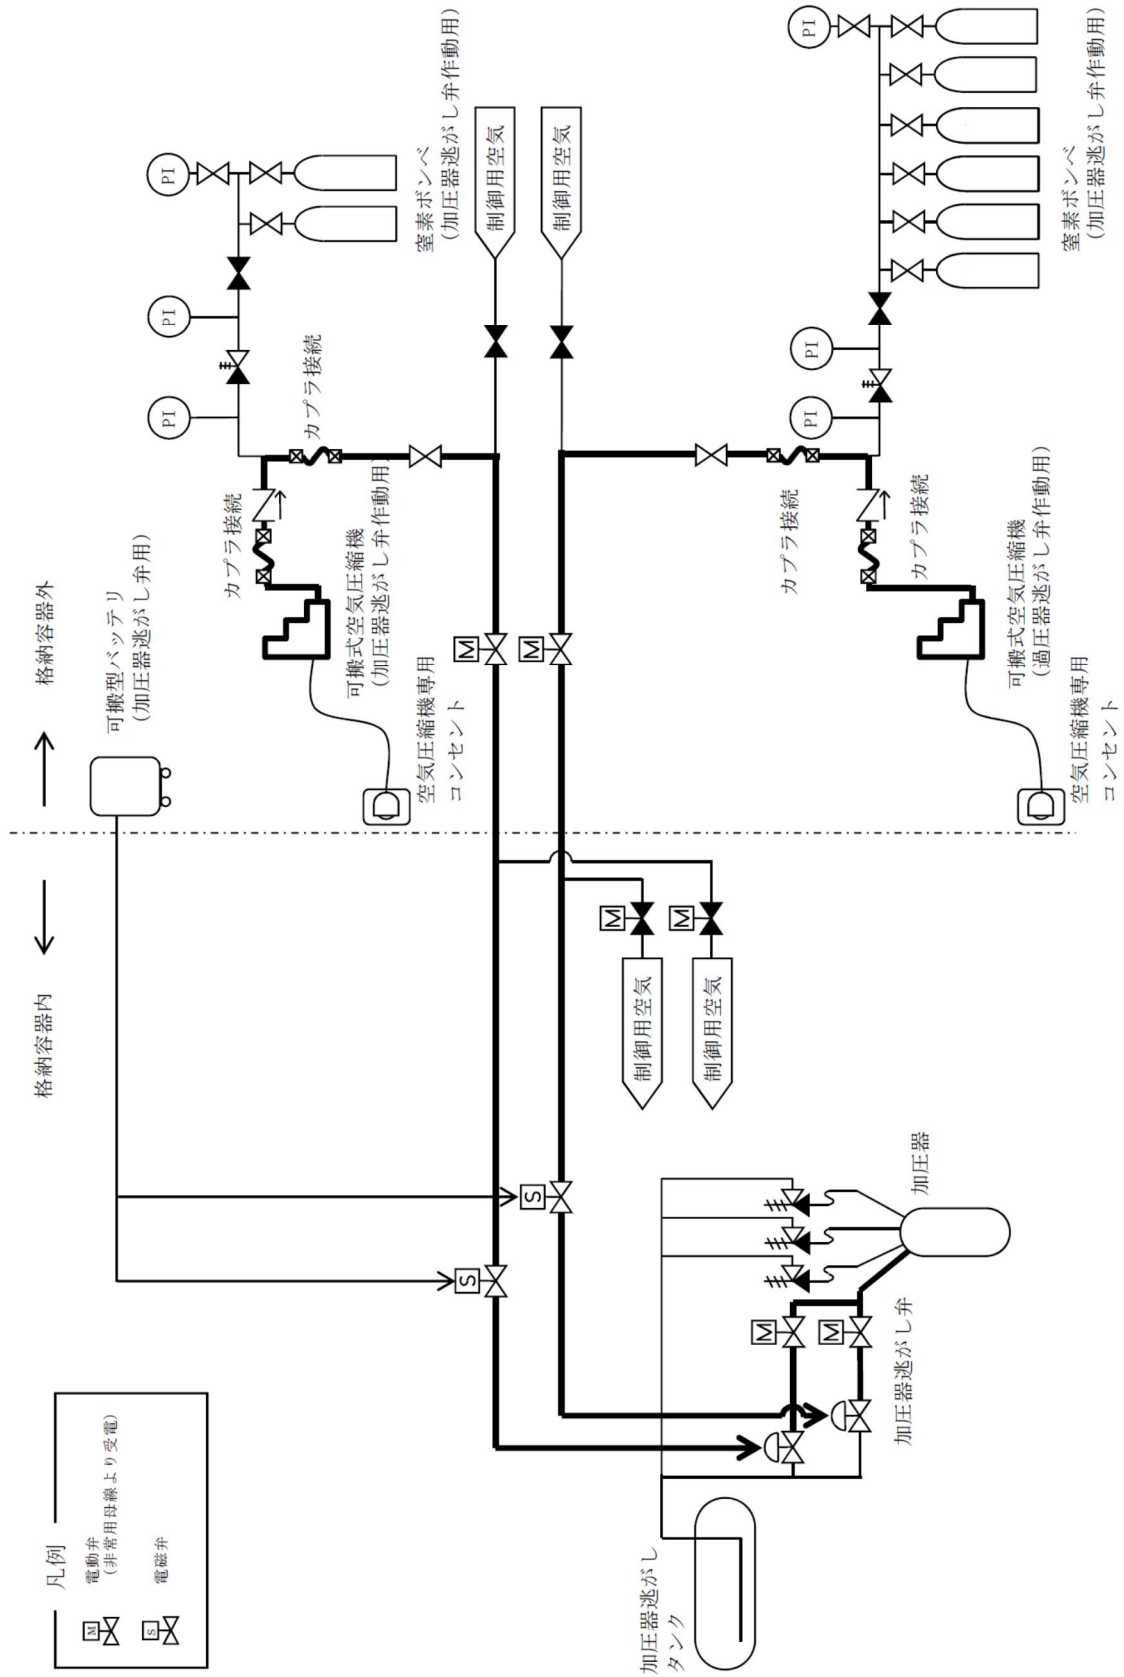 格納容器内
格納容器外
凡例
M
電動弁
(非常用母線より受電)
S
電磁弁
可搬型バッテリ
(加圧器逃がし弁用)
PI
PI
PI
カプラ接続
カプラ接続
可搬式空気圧縮機
(加圧器逃がし弁作動用)
空気圧縮機専用
コンセント
窒素ボンベ
(加圧器逃がし弁作動用)
S
M
制御用空気
S
M
制御用空気
M
制御用空気
M
制御用空気
加圧器逃がし
タンク
M
M
加圧器逃がし弁
加圧器
PI
PI
PI
カプラ接続
カプラ接続
可搬式空気圧縮機
(過圧器逃がし弁作動用)
空気圧縮機専用
コンセント
窒素ボンベ
(加圧器逃がし弁作動用)